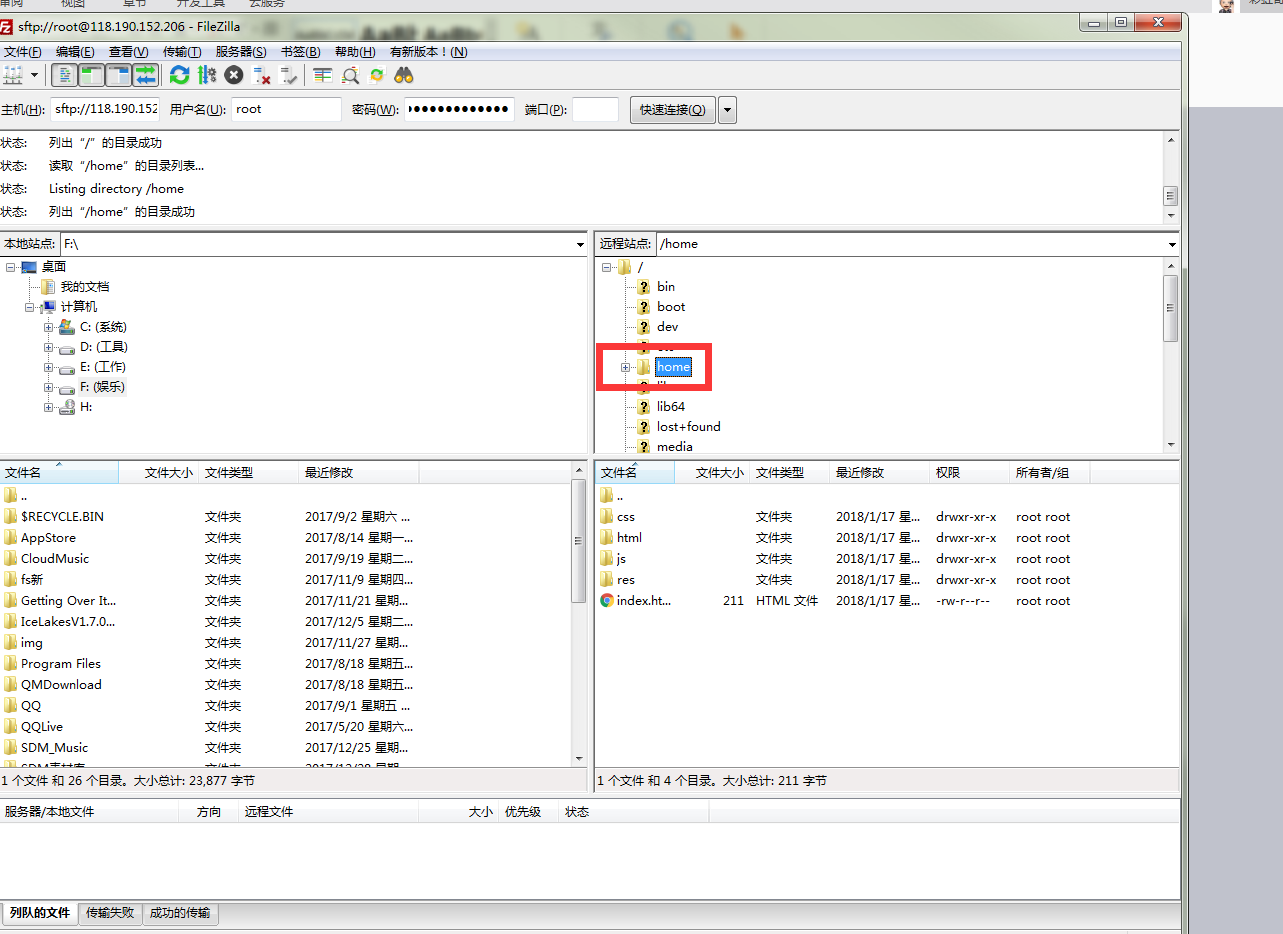 审阅 视图 章节 开发工具 云服务
sftp://root@118.190.152.206 - FileZilla
文件(F) 编辑(E) 查看(V) 传输(T) 服务器(S) 书签(B) 帮助(H) 有新版本！(N)
主机(H): sftp://118.190.152 用户名(U): root 密码(W): ●●●●●●●●●●●●● 端口(P): 快速连接(Q)
状态: 列出“/”的目录成功
状态: 读取“/home”的目录列表...
状态: Listing directory /home
状态: 列出“/home”的目录成功
本地站点: F:\
桌面
我的文档
计算机
C: (系统)
D: (工具)
E: (工作)
F: (娱乐)
H:
远程站点: /home
/
bin
boot
dev
home
lib64
lost+found
media
文件名 文件大小 文件类型 最近修改
..
$RECYCLE.BIN 文件夹 2017/9/2 星期六 ...
AppStore 文件夹 2017/8/14 星期一...
CloudMusic 文件夹 2017/9/19 星期二...
fs新 文件夹 2017/11/9 星期四...
Getting Over It... 文件夹 2017/11/21 星期...
IceLakesV1.7.0... 文件夹 2017/12/5 星期二...
img 文件夹 2017/11/27 星期...
Program Files 文件夹 2017/8/18 星期五...
QMDownload 文件夹 2017/8/18 星期五...
QQ 文件夹 2017/9/1 星期五 ...
QQLive 文件夹 2017/5/20 星期六...
SDM_Music 文件夹 2017/12/25 星期...
1 个文件 和 26 个目录。大小总计: 23,877 字节
文件名 文件大小 文件类型 最近修改 权限 所有者/组
..
css 文件夹 2018/1/17 星... drwxr-xr-x root root
html 文件夹 2018/1/17 星... drwxr-xr-x root root
js 文件夹 2018/1/17 星... drwxr-xr-x root root
res 文件夹 2018/1/17 星... drwxr-xr-x root root
index.ht... 211 HTML 文件 2018/1/17 星... -rw-r--r-- root root
1 个文件 和 4 个目录。大小总计: 211 字节
服务器/本地文件 方向 远程文件 大小 优先级 状态
列队的文件 传输失败 成功的传输